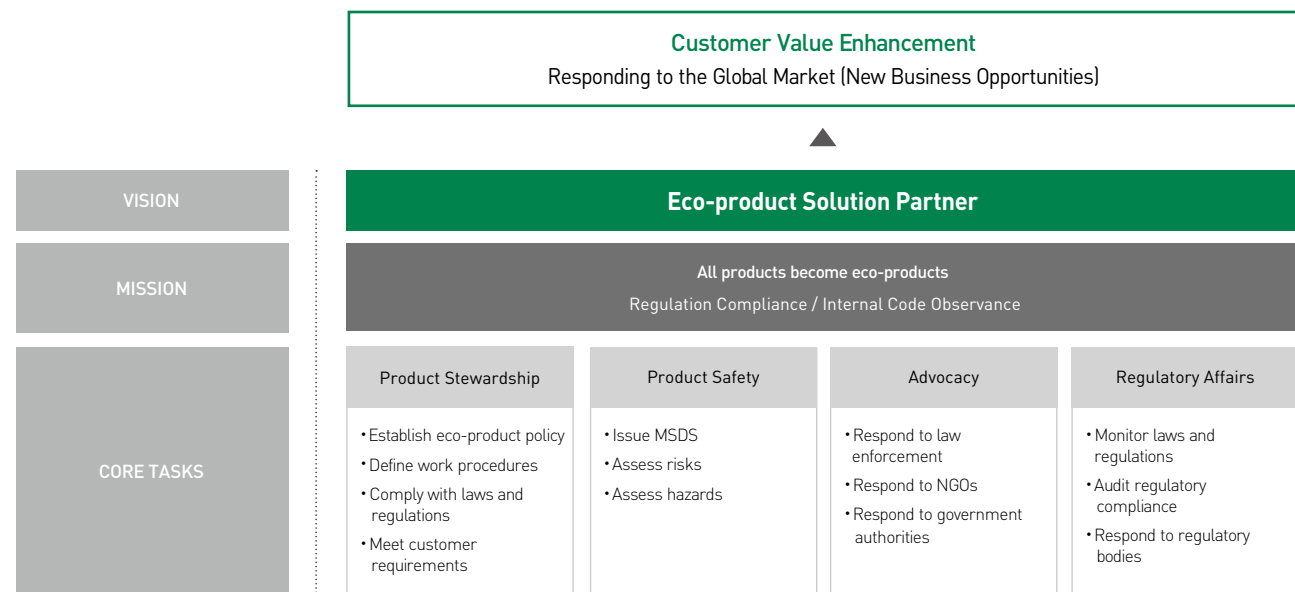 Customer Value Enhancement
Responding to the Global Market (New Business Opportunities)
VISION
Eco-product Solution Partner
MISSION
All products become eco-products
Regulation Compliance / Internal Code Observance
CORE TASKS
Product Stewardship
• Establish eco-product policy
• Define work procedures
• Comply with laws and
regulations
• Meet customer
requirements
Product Safety
• Issue MSDS
• Assess risks
• Assess hazards
Advocacy
• Respond to law
enforcement
• Respond to NGOs
• Respond to government
authorities
Regulatory Affairs
• Monitor laws and
regulations
• Audit regulatory
compliance
• Respond to regulatory
bodies